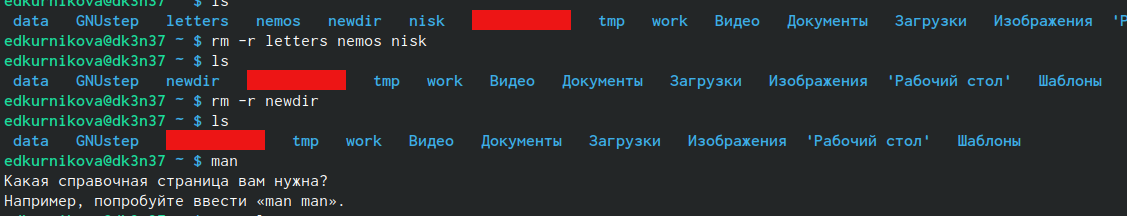 edkurnikova@dk3n37 ~ $ ls
data GNUstep letters nemos newdir nisk tmp work Видео Документы Загрузки Изображения
edkurnikova@dk3n37 ~ $ rm -r letters nemos nisk
edkurnikova@dk3n37 ~ $ ls
data GNUstep newdir tmp work Видео Документы Загрузки Изображения 'Рабочий стол' Шаблоны
edkurnikova@dk3n37 ~ $ rm -r newdir
edkurnikova@dk3n37 ~ $ ls
data GNUstep tmp work Видео Документы Загрузки Изображения 'Рабочий стол' Шаблоны
edkurnikova@dk3n37 ~ $ man
Какая справочная страница вам нужна?
Например, попробуйте ввести «man man».